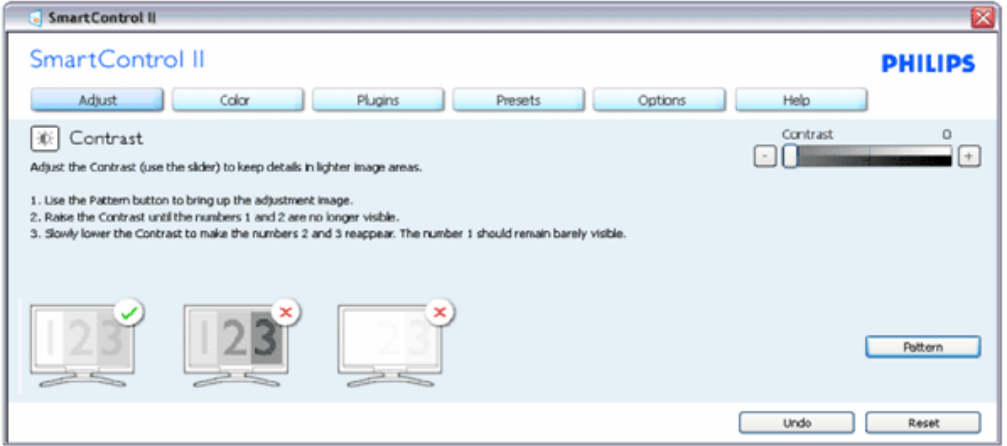 SmartControl II
SmartControl II
PHILIPS
Adjust Color Plugins Presets Options Help
Contrast
Contrast 0
- +
Adjust the Contrast (use the slider) to keep details in lighter image areas.
1. Use the Pattern button to bring up the adjustment image.
2. Raise the Contrast until the numbers 1 and 2 are no longer visible.
3. Slowly lower the Contrast to make the numbers 2 and 3 reappear. The number 1 should remain barely visible.
123 123 23
Pattern
Undo Reset